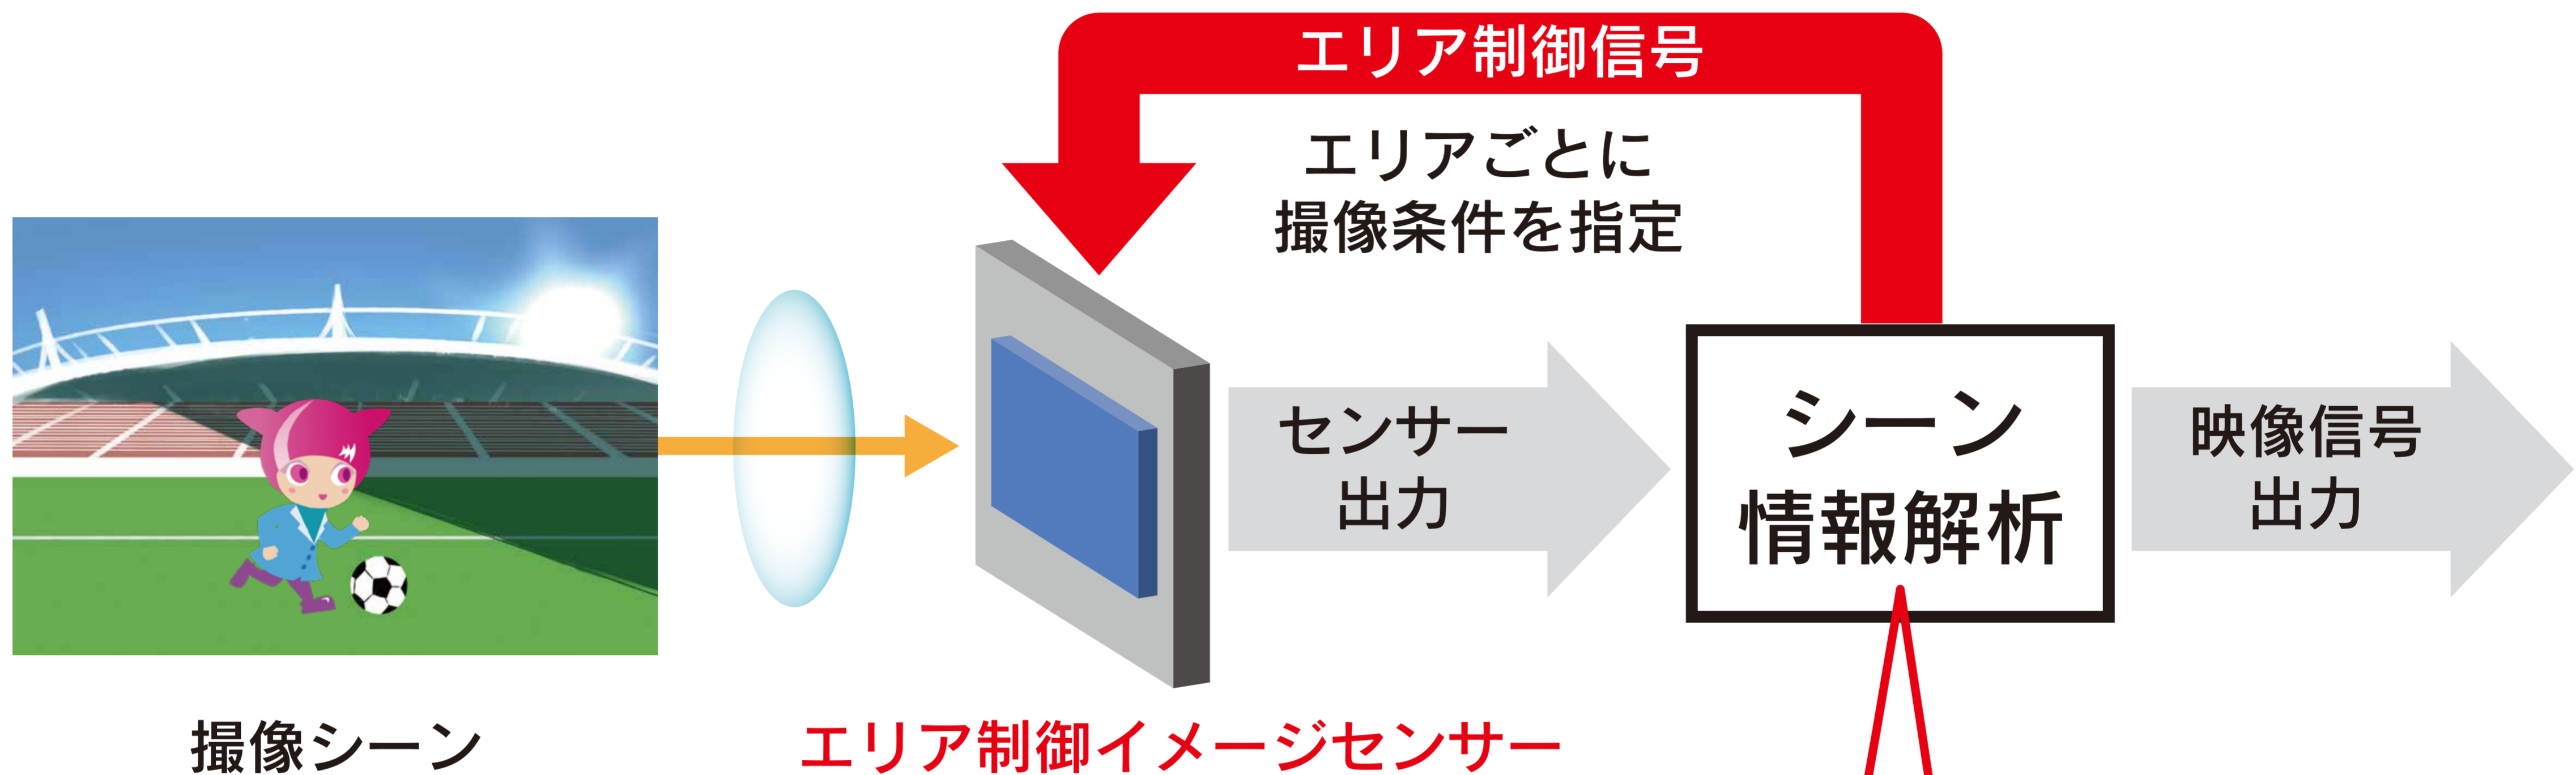 エリア制御信号
エリアごとに
撮像条件を指定
センサー
出力
シーン
情報解析
映像信号
出力
撮像シーン
エリア制御イメージセンサー